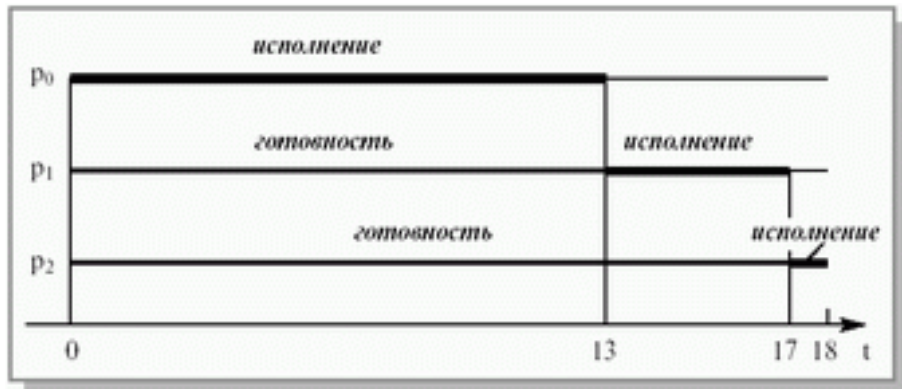 исполнение
p0
готовность исполнение
p1
готовность исполнение
p2
0 13 17 18 t